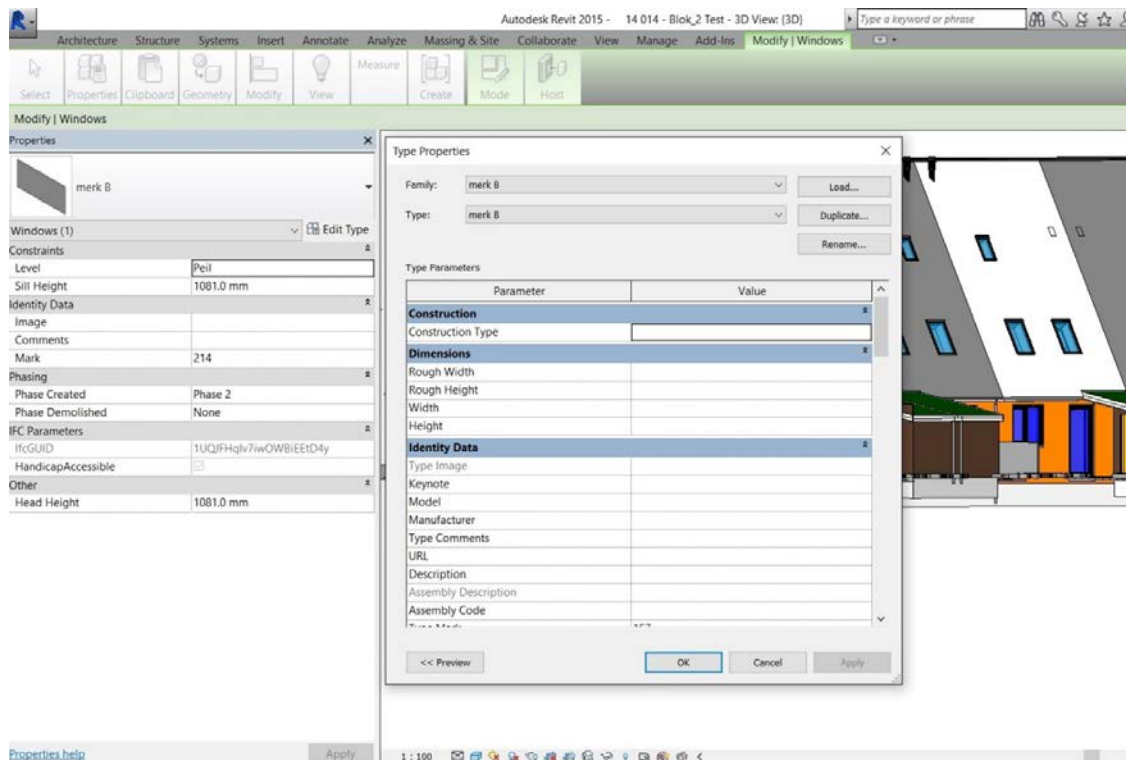 Autodesk Revit 2015 - 14 014 - Blok_2 Test - 3D View: {3D} Type a keyword or phrase
Architecture Structure Systems Insert Annotate Analyze Massing & Site Collaborate View Manage Add-Ins Modify | Windows
Select Properties Clipboard Geometry Modify View Measure Create Mode Host
Modify | Windows
Properties
merk B
Windows (1) Edit Type
Constraints
Level Peil
Sill Height 1081.0 mm
Identity Data
Image
Comments
Mark 214
Phasing
Phase Created Phase 2
Phase Demolished None
IFC Parameters
IfcGUID
HandicapAccessible
Other
Head Height 1081.0 mm
Properties help Apply
Type Properties
Family: merk B Load...
Type: merk B Duplicate...
Rename...
Type Parameters
Parameter Value
Construction
Construction Type
Dimensions
Rough Width
Rough Height
Width
Height
Identity Data
Type Image
Keynote
Model
Manufacturer
Type Comments
URL
Description
Assembly Description
Assembly Code
<< Preview OK Cancel Apply
1 : 100